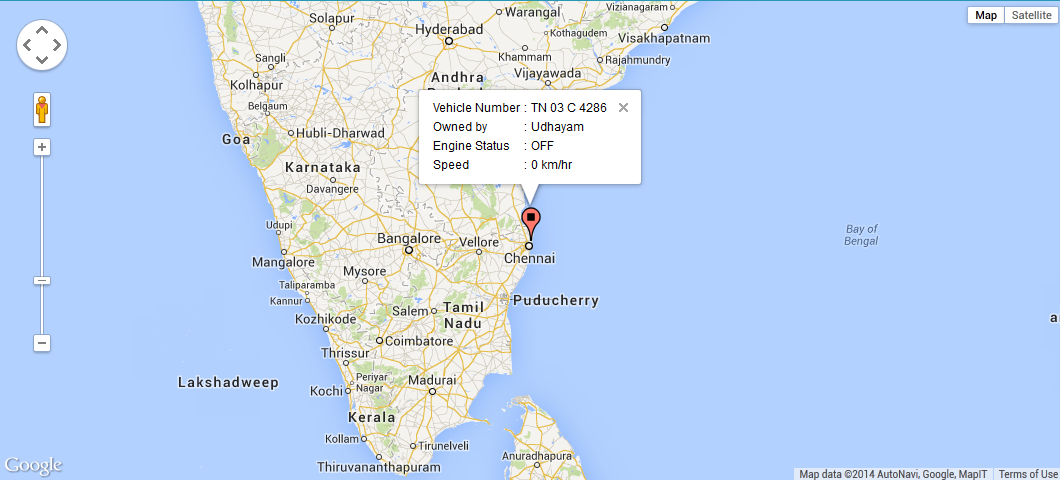 Solapur
Warangal
Vizianagaram
Map
Satellite
Hyderabad
Kothagudem
Visakhapatnam
Sangli
Khammam
Rajahmundry
Kolhapur
Andhra
Vijayawada
Belgaum
Vehicle Number : TN 03 C 4286
Owned by : Udhayam
Engine Status : OFF
Speed : 0 km/hr
Goa
Hubli-Dharwad
Karnataka
Davangere
Udupi
Bangalore
Vellore
Bay of
Bengal
Mangalore
Chennai
Mysore
Taliparamba
Kannur
Puducherry
Kozhikode
Salem
Tamil
Nadu
Coimbatore
Thrissur
Lakshadweep
Periyar
Nagar
Madurai
Kochi
Kerala
Kollam
Tirunelveli
Anuradhapura
Thiruvananthapuram
Google
Map data ©2014 AutoNavi, Google, MapIT
Terms of Use